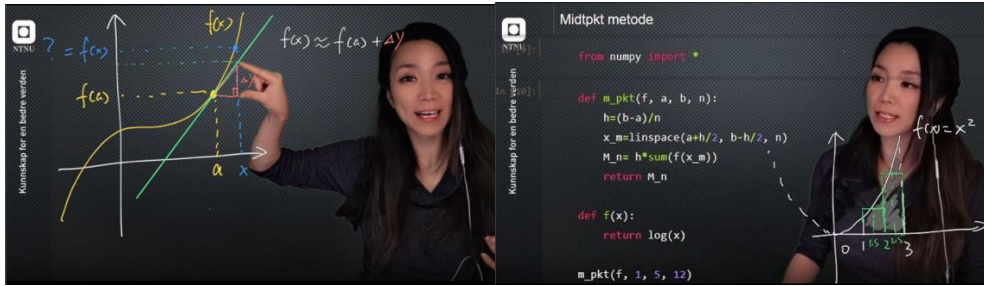 NTNU
Kunnskap for en bedre verden
f(x)
? = f(x)
f(x) ≈ f(a) + Δy
Δy
f(a)
a
x
NTNU
Kunnskap for en bedre verden
Midtpkt metode
from numpy import *
def m_pkt(f, a, b, n):
h=(b-a)/n
x_m=linspace(a+h/2, b-h/2, n)
M_n= h*sum(f(x_m))
return M_n
def f(x):
return log(x)
m_pkt(f, 1, 5, 12)
f(x)=x²
0 1 1.5 2 2.5 3